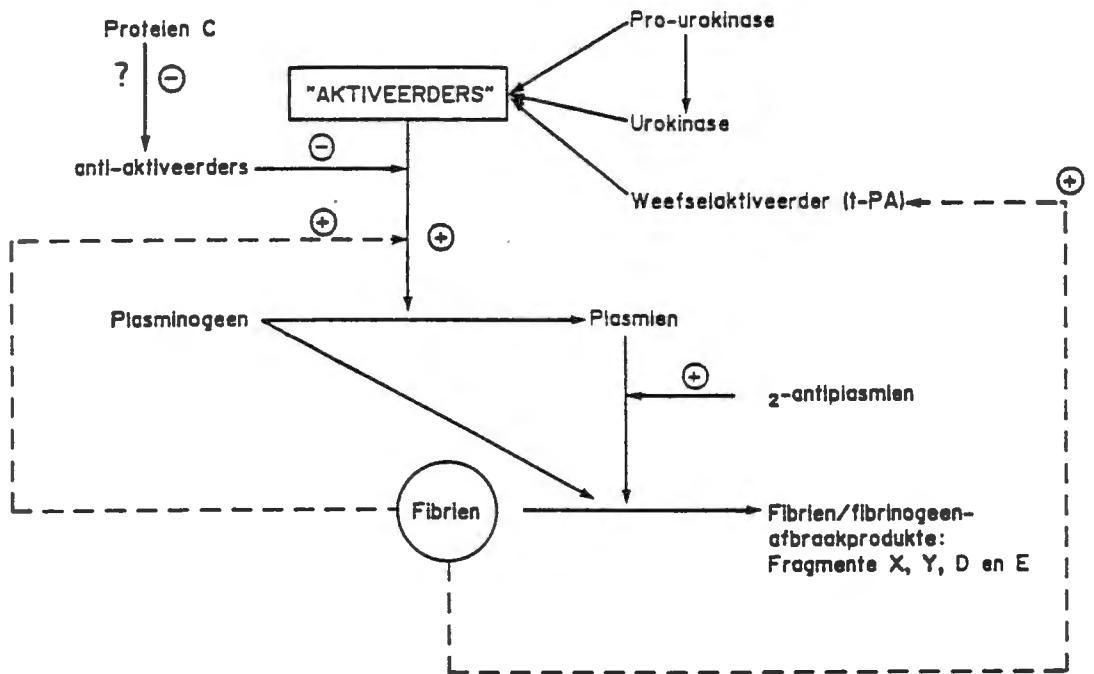 Proteien C
Pro-urokinase
? ⊖
"AKTIVEERDERS"
Urokinase
⊖
anti-aktiveerders
⊕
Weefselaktiveerder (t-PA)
⊕ ⊕
Plasminogeen
Plasmien
⊕
2-antiplasmien
Fibrien
Fibrien/fibrinogeen-
afbraakprodukte:
Fragmente X, Y, D en E